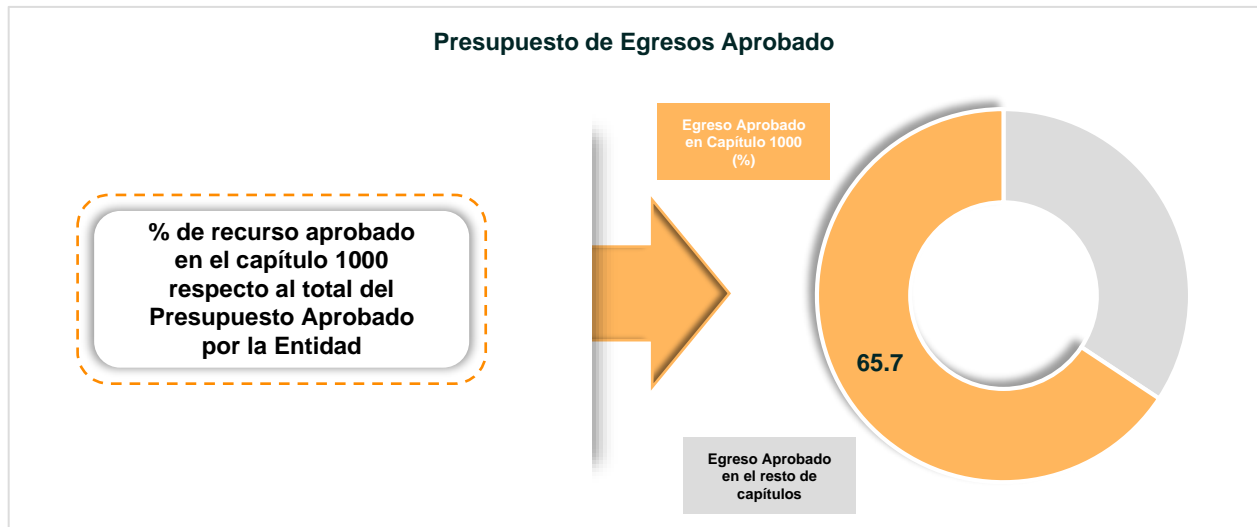 Presupuesto de Egresos Aprobado
Egreso Aprobado
en Capítulo 1000
(%)
% de recurso aprobado
en el capítulo 1000
respecto al total del
Presupuesto Aprobado
por la Entidad
65.7
Egreso Aprobado
en el resto de
capítulos